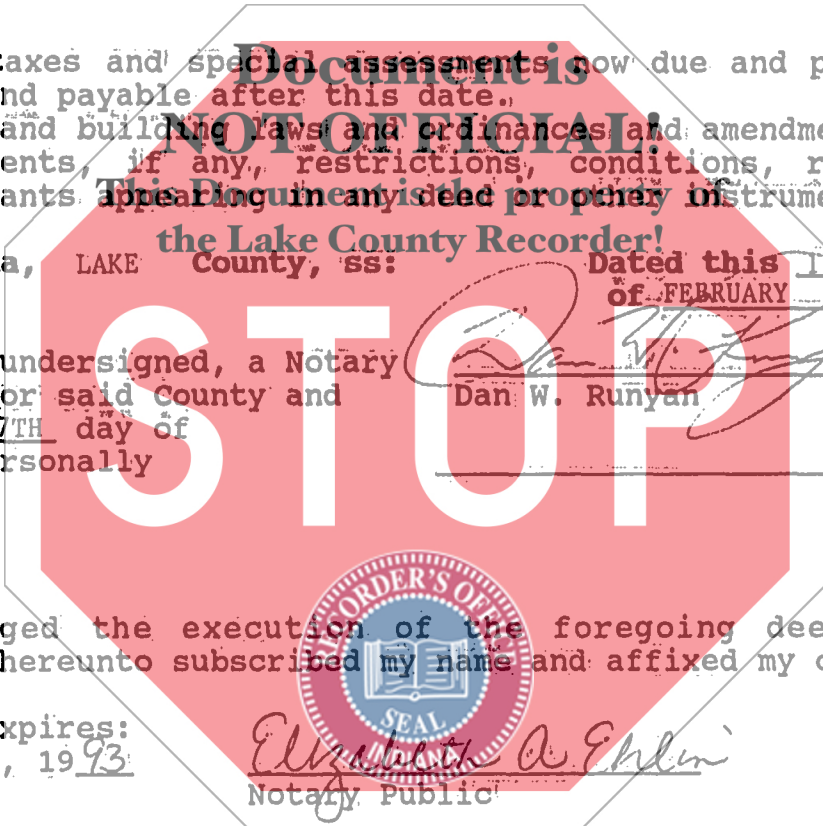 taxes and special assessments now due and p
nd payable after this date.
and building laws and ordinances and amendme
ents, if any, restrictions, conditions, r
ants appearing in any deed or other instrume
Document is
NOT OFFICIAL!
This Document is the property of
the Lake County Recorder!
a, LAKE County, ss: Dated this 1
of FEBRUARY
undersigned, a Notary
or said County and Dan W. Runyan
7TH day of
rsonally
STOP
RECORDER'S OFFICE
SEAL
INDIANA
ged the execution of the foregoing dee
hereunto subscribed my name and affixed my o
xpires:
, 1993 Elizabeth A Ehlin
Notary Public